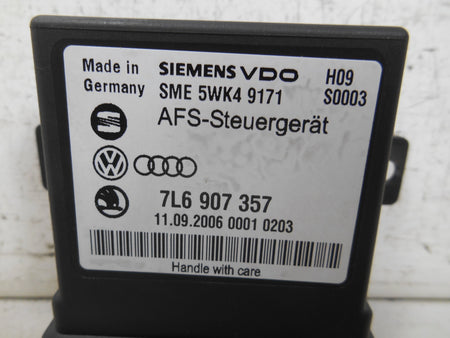 Made in SIEMENS VDO H09
Germany SME 5WK4 9171 S0003
AFS-Steuergerät
7L6 907 357
11.09.2006 0001 0203
Handle with care